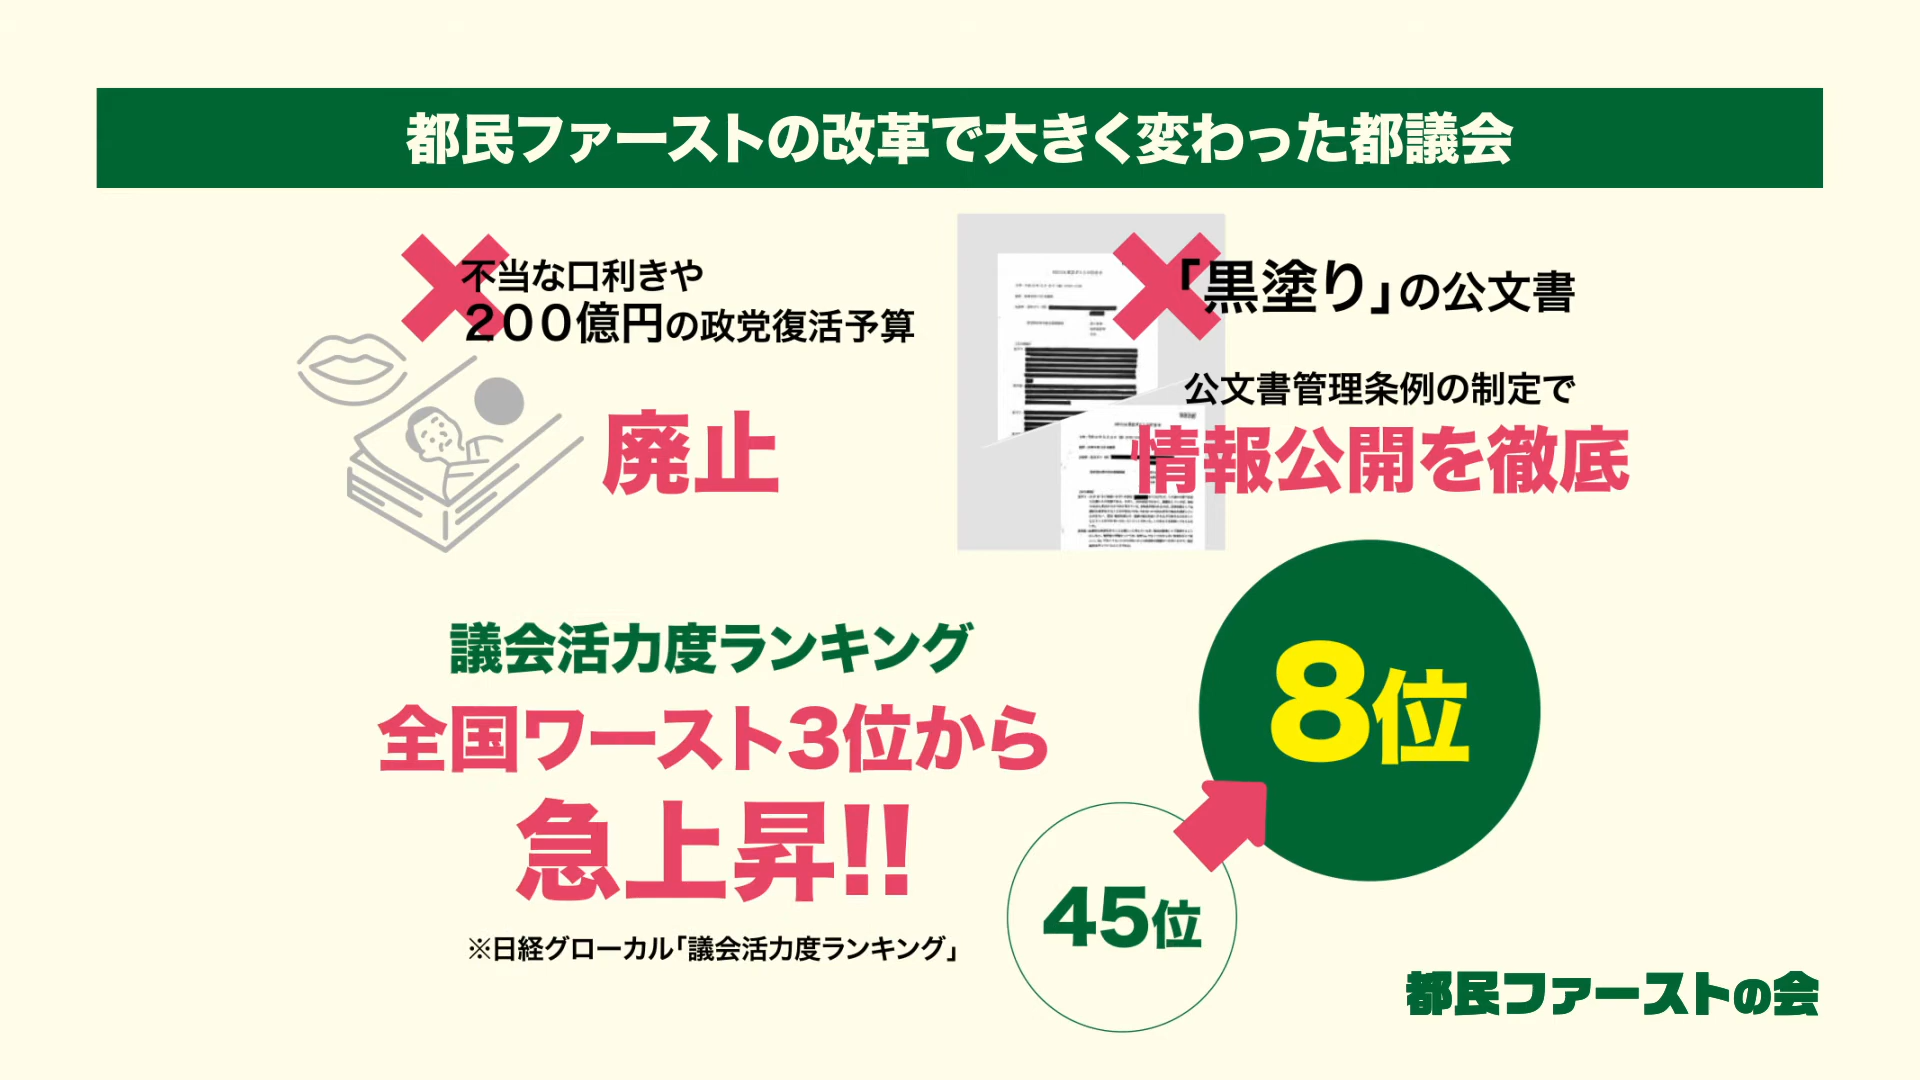 都民ファーストの改革で大きく変わった都議会
不当な口利きや
200億円の政党復活予算
廃止
「黒塗り」の公文書
公文書管理条例の制定で
情報公開を徹底
議会活力度ランキング
全国ワースト3位から
急上昇!!
※日経グローカル「議会活力度ランキング」
45位
8位
都民ファーストの会